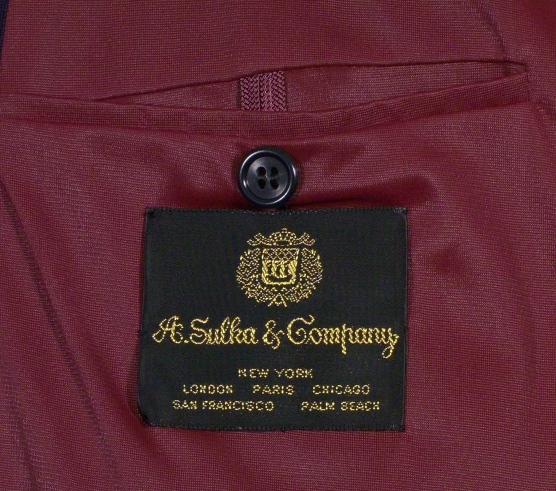 A. Sulka & Company
NEW YORK
LONDON PARIS CHICAGO
SAN FRANCISCO PALM BEACH